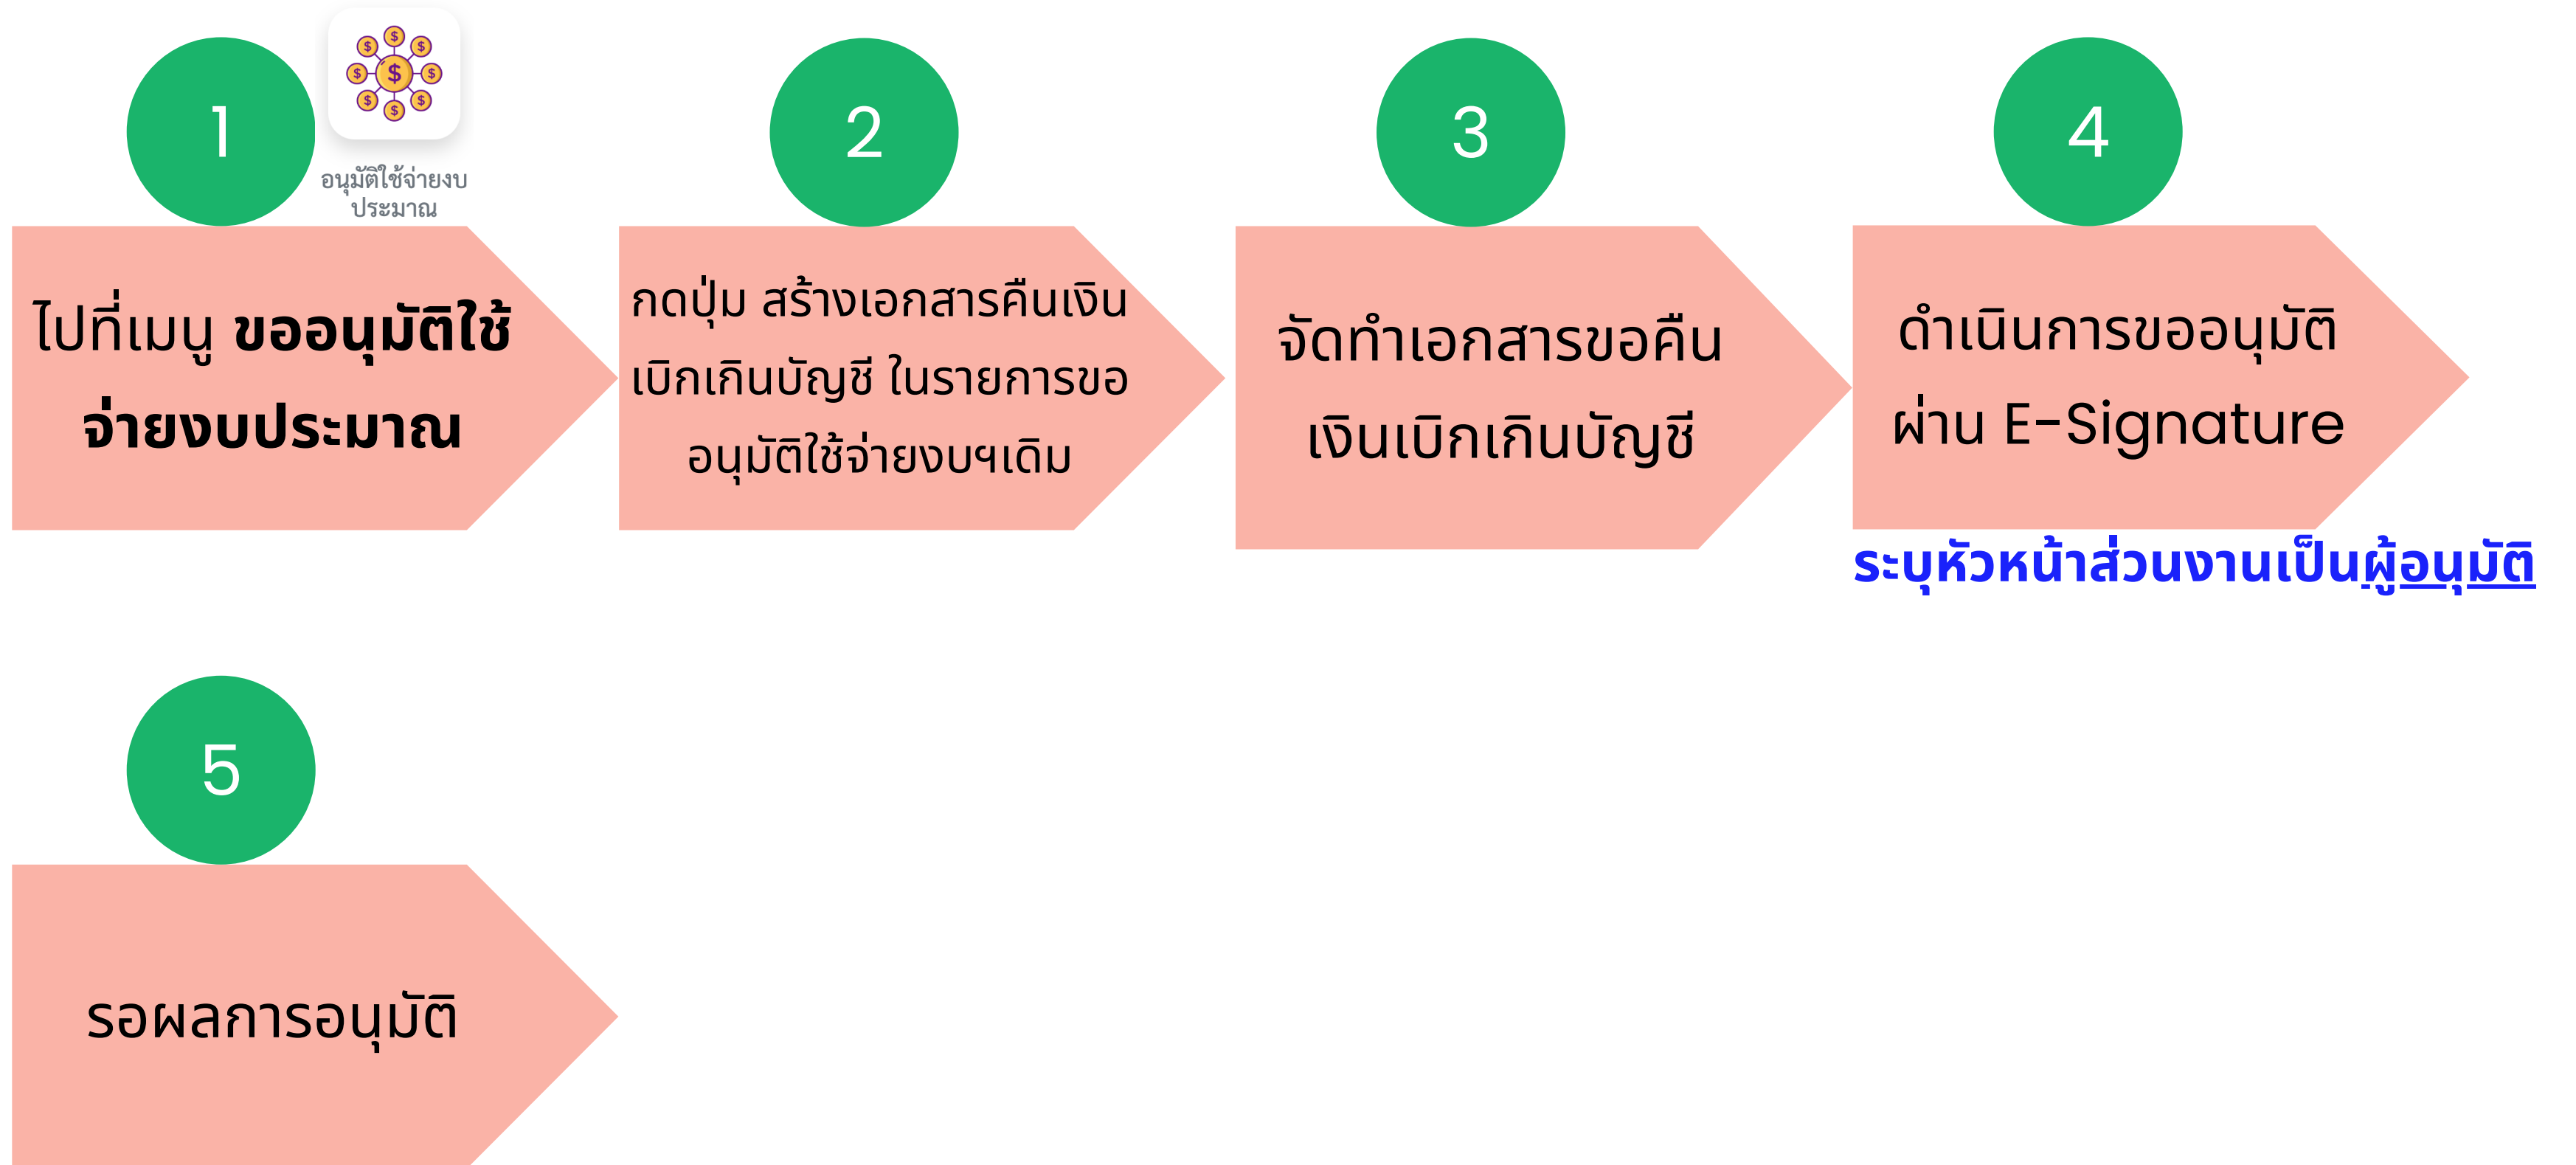 1
อนุมัติใช้จ่ายงบ
ประมาณ
ไปที่เมนู ขออนุมัติใช้
จ่ายงบประมาณ
2
กดปุ่ม สร้างเอกสารคืนเงิน
เบิกเกินบัญชี ในรายการขอ
อนุมัติใช้จ่ายงบฯเดิม
3
จัดทำเอกสารขอคืน
เงินเบิกเกินบัญชี
4
ดำเนินการขออนุมัติ
ผ่าน E-Signature
ระบุหัวหน้าส่วนงานเป็นผู้อนุมัติ
5
รอผลการอนุมัติ